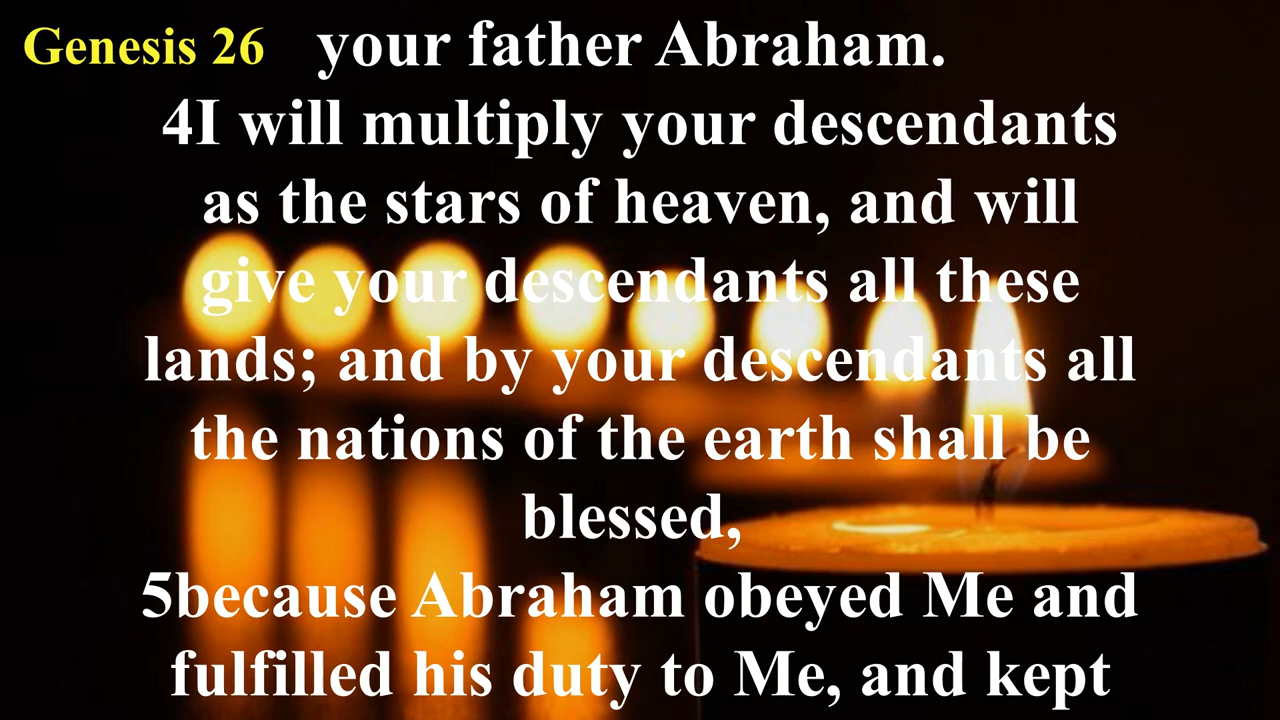 Genesis 26 your father Abraham.
4I will multiply your descendants
as the stars of heaven, and will
give your descendants all these
lands; and by your descendants all
the nations of the earth shall be
blessed,
5because Abraham obeyed Me and
fulfilled his duty to Me, and kept